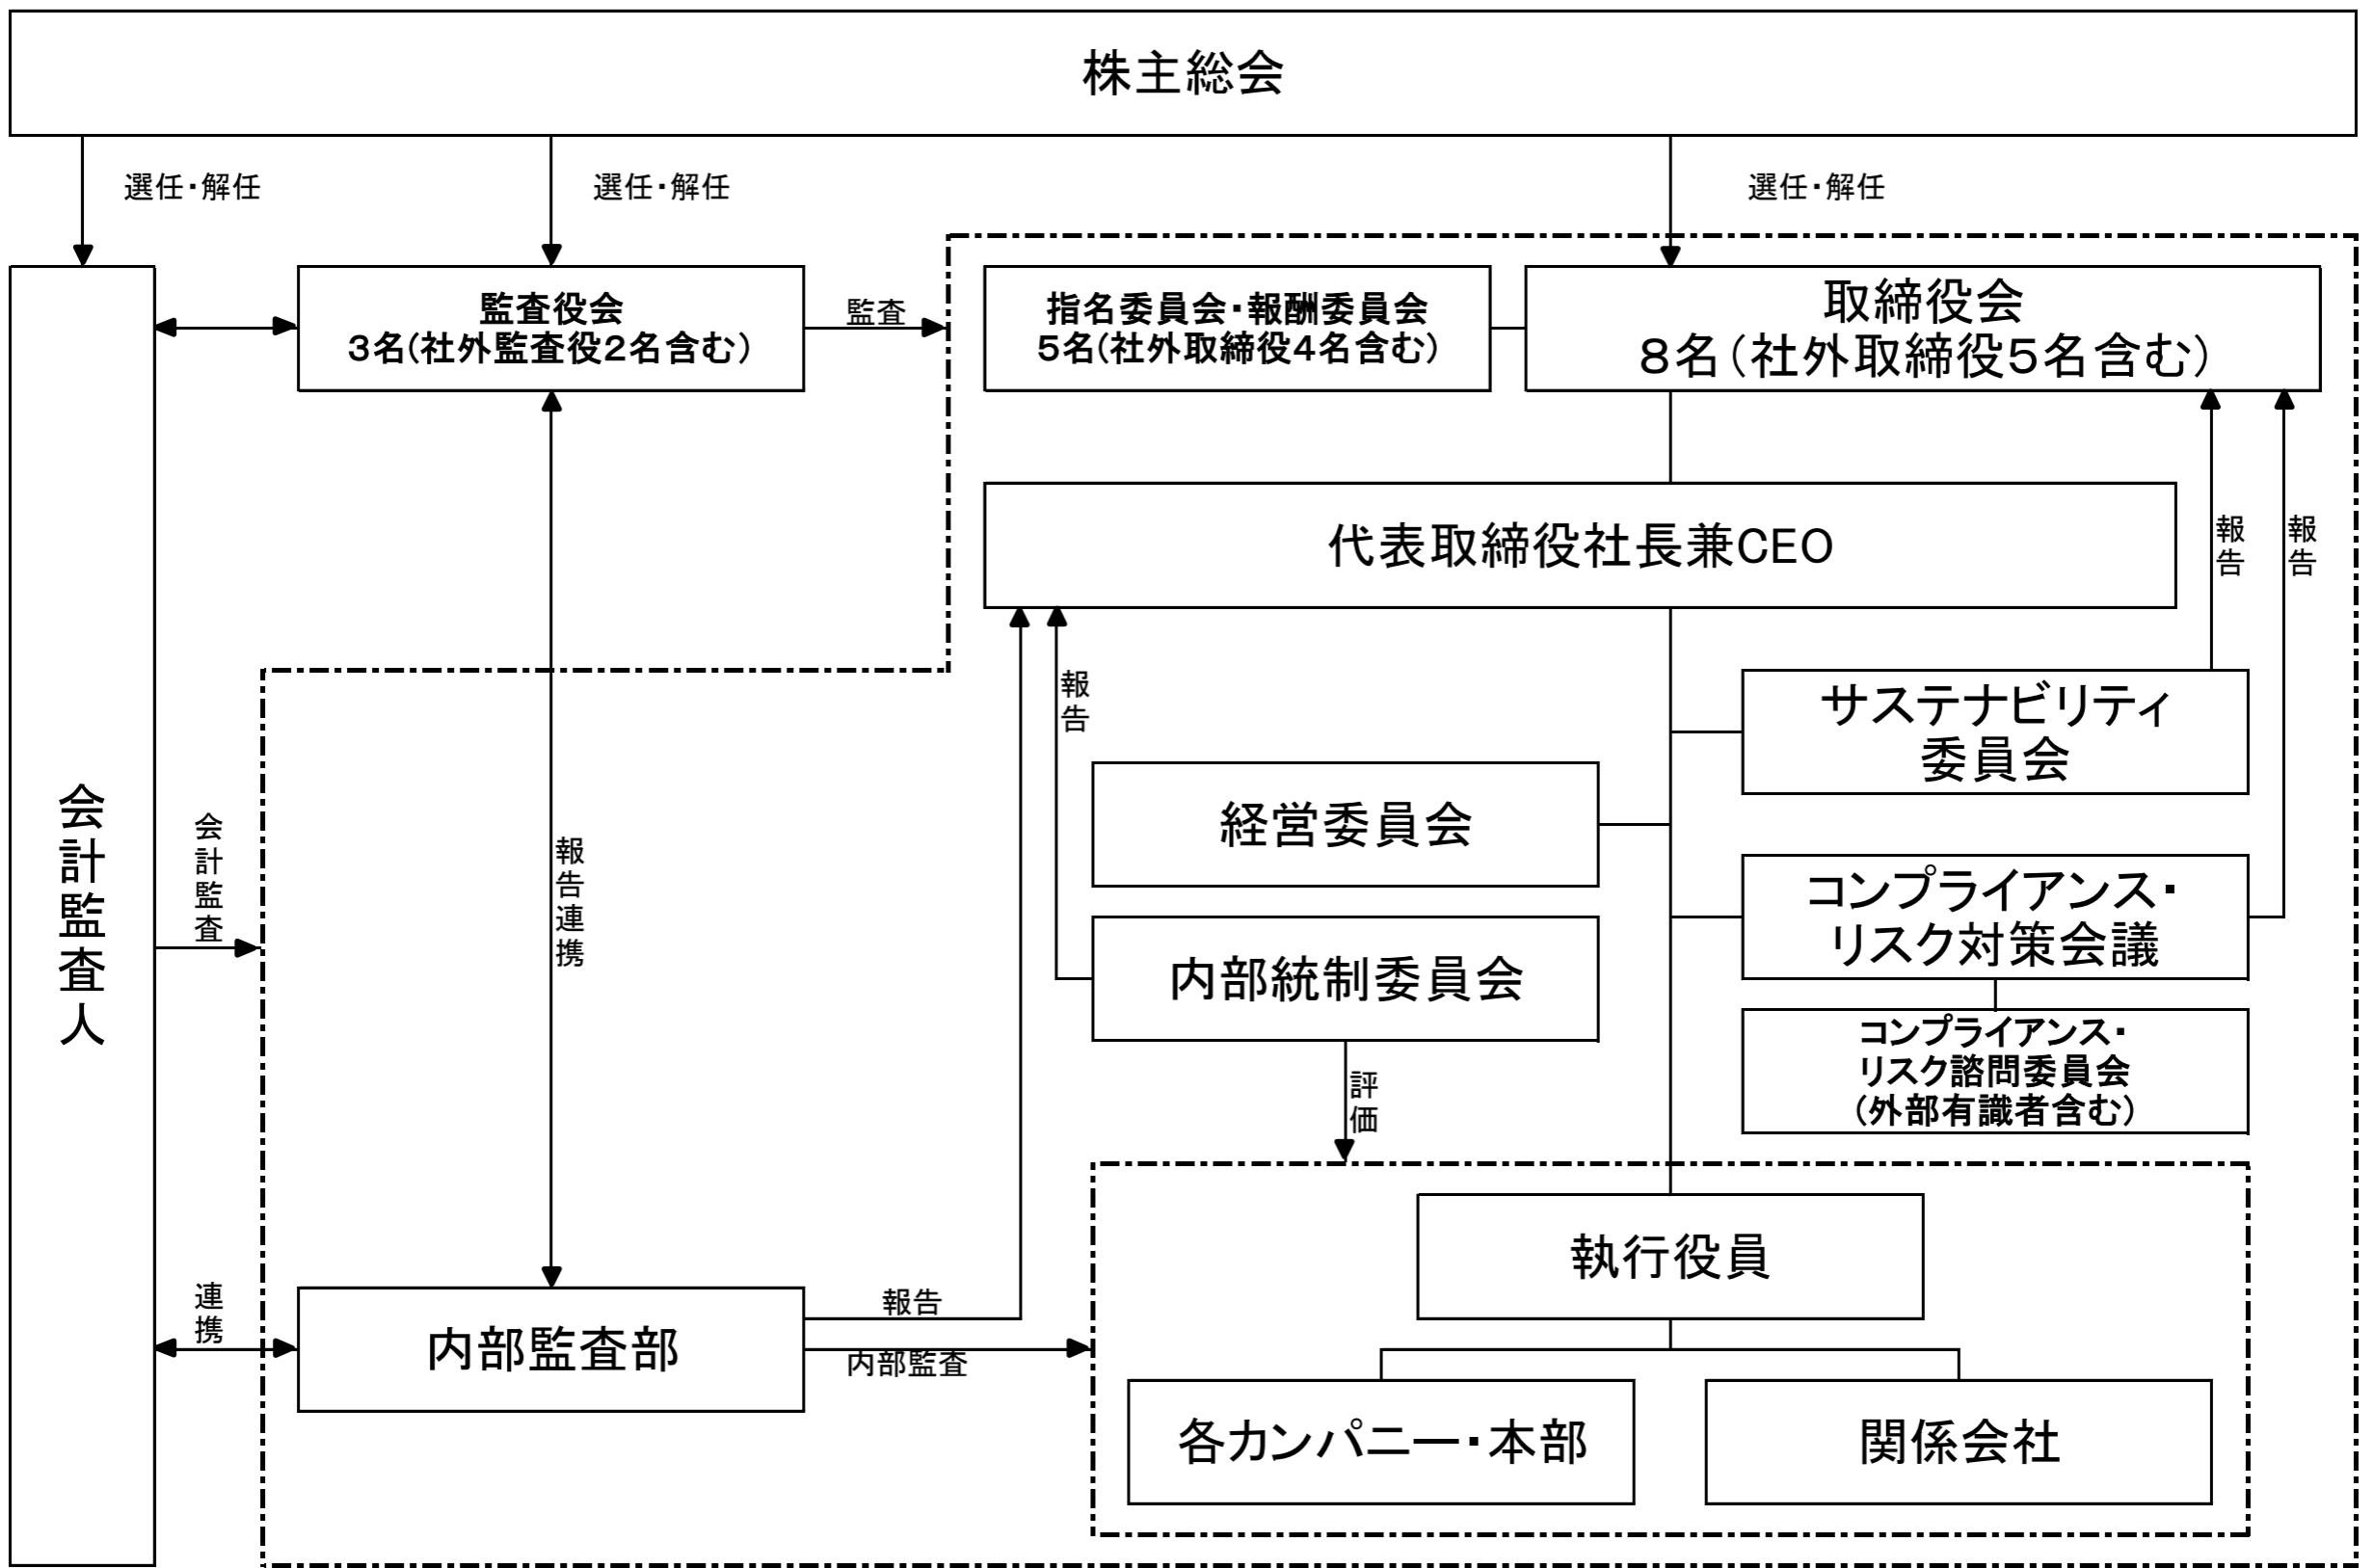 株主総会
選任・解任
選任・解任
選任・解任
監査役会
3名(社外監査役2名含む)
監査
指名委員会・報酬委員会
5名(社外取締役4名含む)
取締役会
8名(社外取締役5名含む)
代表取締役社長兼CEO
報告
報告
報告
サステナビリティ
委員会
経営委員会
会計監査人
会計監査
報告連携
コンプライアンス・
リスク対策会議
内部統制委員会
コンプライアンス・
リスク諮問委員会
(外部有識者含む)
評価
執行役員
連携
内部監査部
報告
内部監査
各カンパニー・本部
関係会社